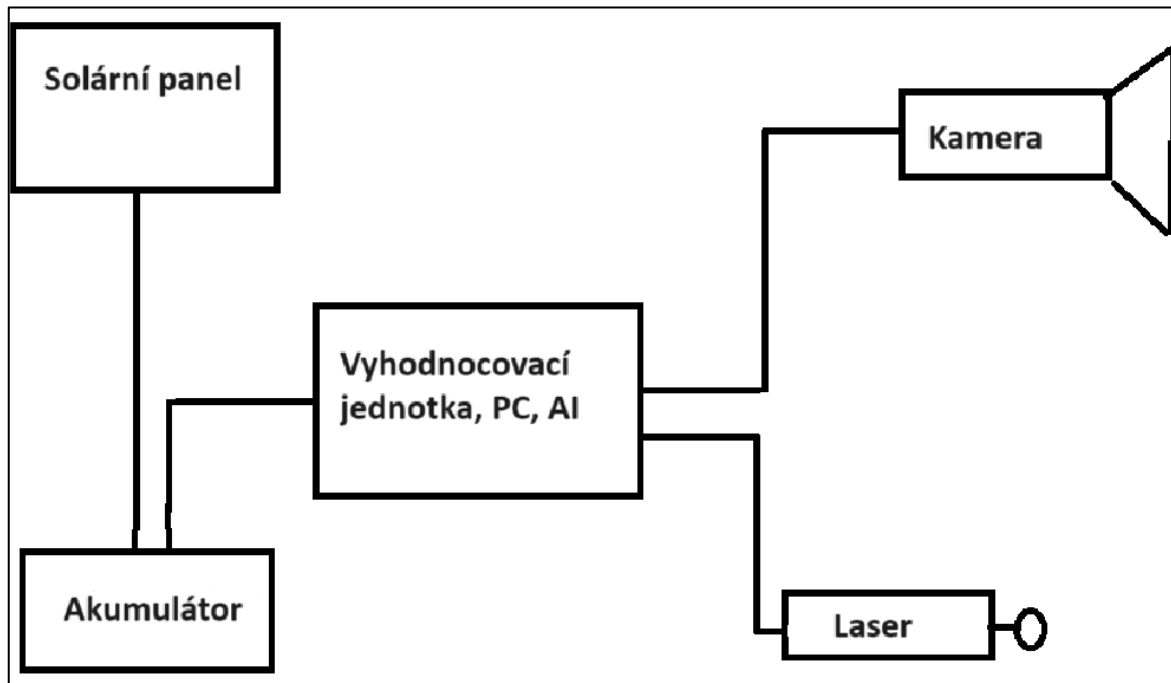 Solární panel
Kamera
Vyhodnocovací
jednotka, PC, AI
Akumulátor
Laser